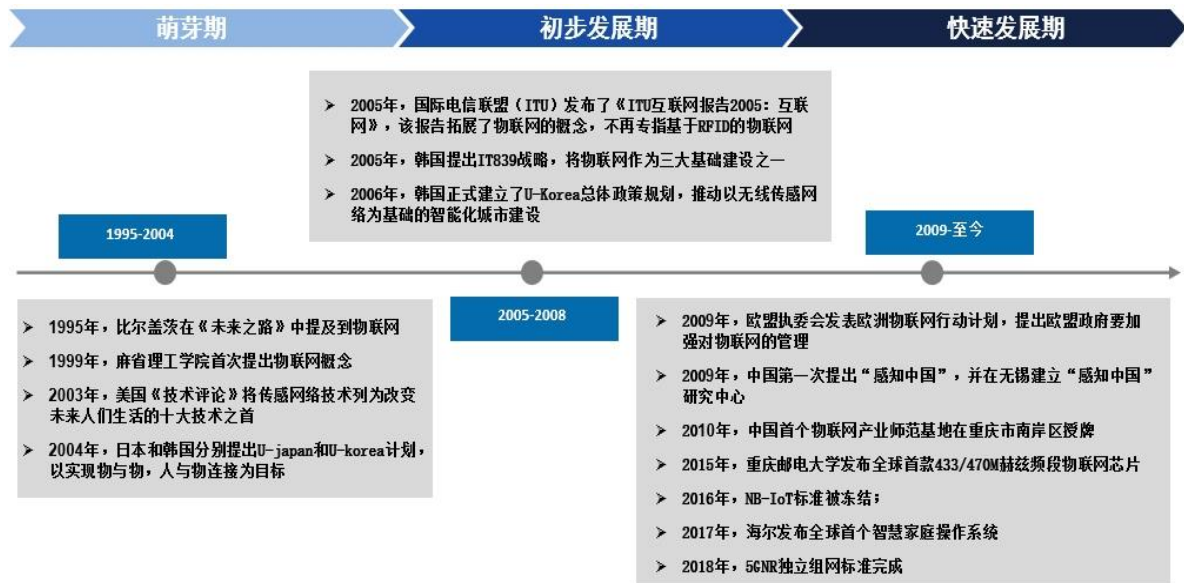 萌芽期
初步发展期
快速发展期
➢ 2005年，国际电信联盟（ITU）发布了《ITU互联网报告2005：互联
网》，该报告拓展了物联网的概念，不再专指基于RFID的物联网
➢ 2005年，韩国提出IT839战略，将物联网作为三大基础建设之一
➢ 2006年，韩国正式建立了U-Korea总体政策规划，推动以无线传感网
络为基础的智能化城市建设
1995-2004
2009-至今
2005-2008
➢ 1995年，比尔盖茨在《未来之路》中提及到物联网
➢ 1999年，麻省理工学院首次提出物联网概念
➢ 2003年，美国《技术评论》将传感网络技术列为改变
未来人们生活的十大技术之首
➢ 2004年，日本和韩国分别提出U-japan和U-korea计划，
以实现物与物，人与物连接为目标
➢ 2009年，欧盟执委会发表欧洲物联网行动计划，提出欧盟政府要加
强对物联网的管理
➢ 2009年，中国第一次提出“感知中国”，并在无锡建立“感知中国”
研究中心
➢ 2010年，中国首个物联网产业师范基地在重庆市南岸区授牌
➢ 2015年，重庆邮电大学发布全球首款433/470M赫兹频段物联网芯片
➢ 2016年，NB-IoT标准被冻结；
➢ 2017年，海尔发布全球首个智慧家庭操作系统
➢ 2018年，5GNR独立组网标准完成